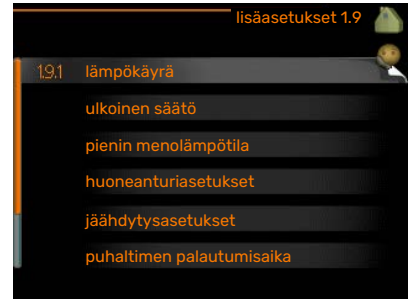 lisäasetukset 1.9
1.9.1 lämpökäyrä
ulkoinen säätö
pienin menolämpötila
huoneanturiasetukset
jäähdytysasetukset
puhaltimen palautumisaika